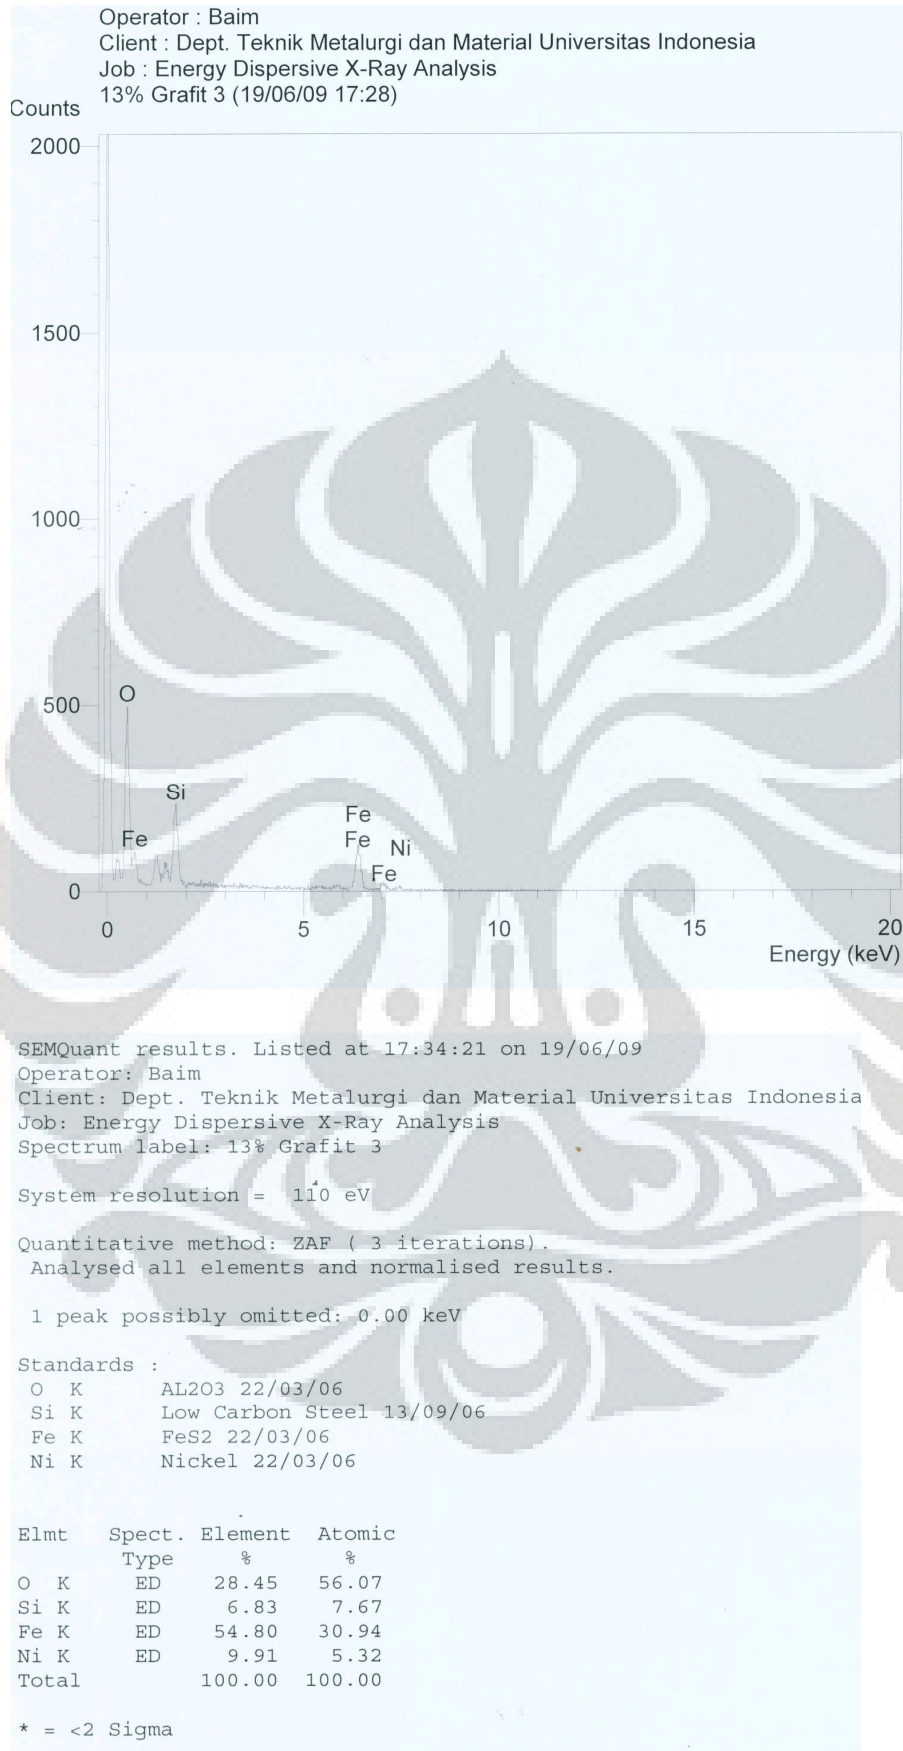 Operator : Baim
Client : Dept. Teknik Metalurgi dan Material Universitas Indonesia
Job : Energy Dispersive X-Ray Analysis
13% Grafit 3 (19/06/09 17:28)
Counts
2000
1500
1000
500
O
Si
Fe
Fe
Fe
Ni
Fe
0
0 5 10 15 20
Energy (keV)
SEMQuant results. Listed at 17:34:21 on 19/06/09
Operator: Baim
Client: Dept. Teknik Metalurgi dan Material Universitas Indonesia
Job: Energy Dispersive X-Ray Analysis
Spectrum label: 13% Grafit 3
System resolution = 110 eV
Quantitative method: ZAF ( 3 iterations).
Analysed all elements and normalised results.
1 peak possibly omitted: 0.00 keV
Standards :
O K AL2O3 22/03/06
Si K Low Carbon Steel 13/09/06
Fe K FeS2 22/03/06
Ni K Nickel 22/03/06
Elmt Spect. Element Atomic
Type % %
O K ED 28.45 56.07
Si K ED 6.83 7.67
Fe K ED 54.80 30.94
Ni K ED 9.91 5.32
Total 100.00 100.00
* = <2 Sigma